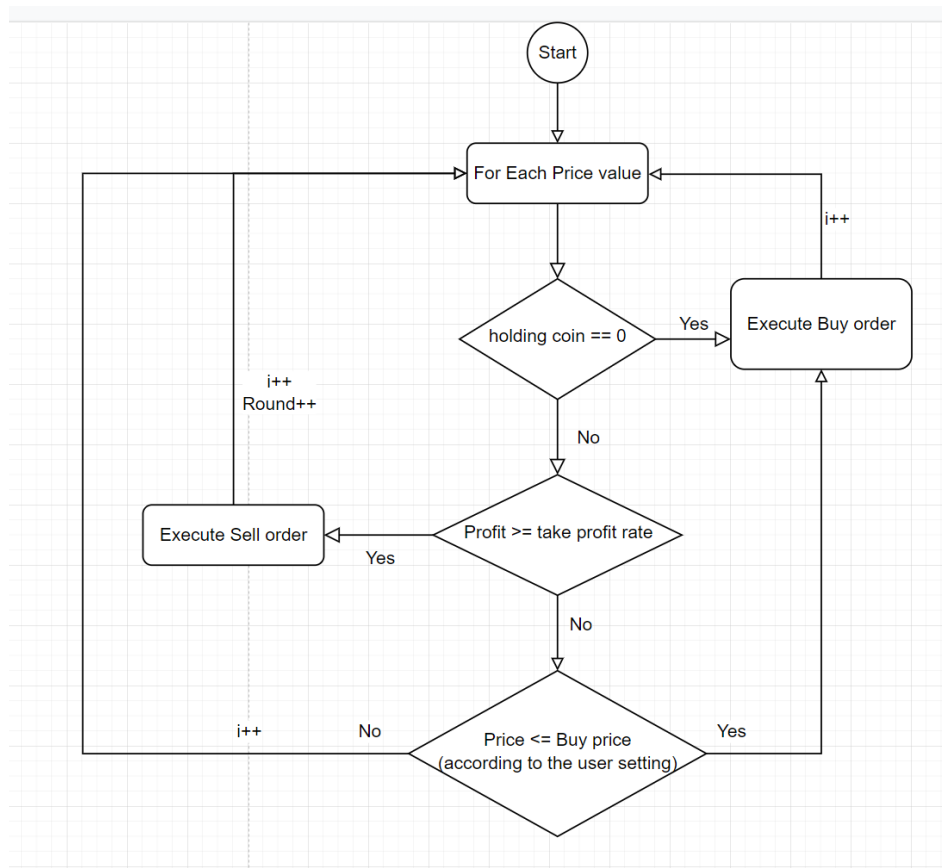 Start
For Each Price value
i++
holding coin == 0
Yes
Execute Buy order
i++
Round++
No
Profit >= take profit rate
Execute Sell order
Yes
No
i++
No
Price <= Buy price
(according to the user setting)
Yes